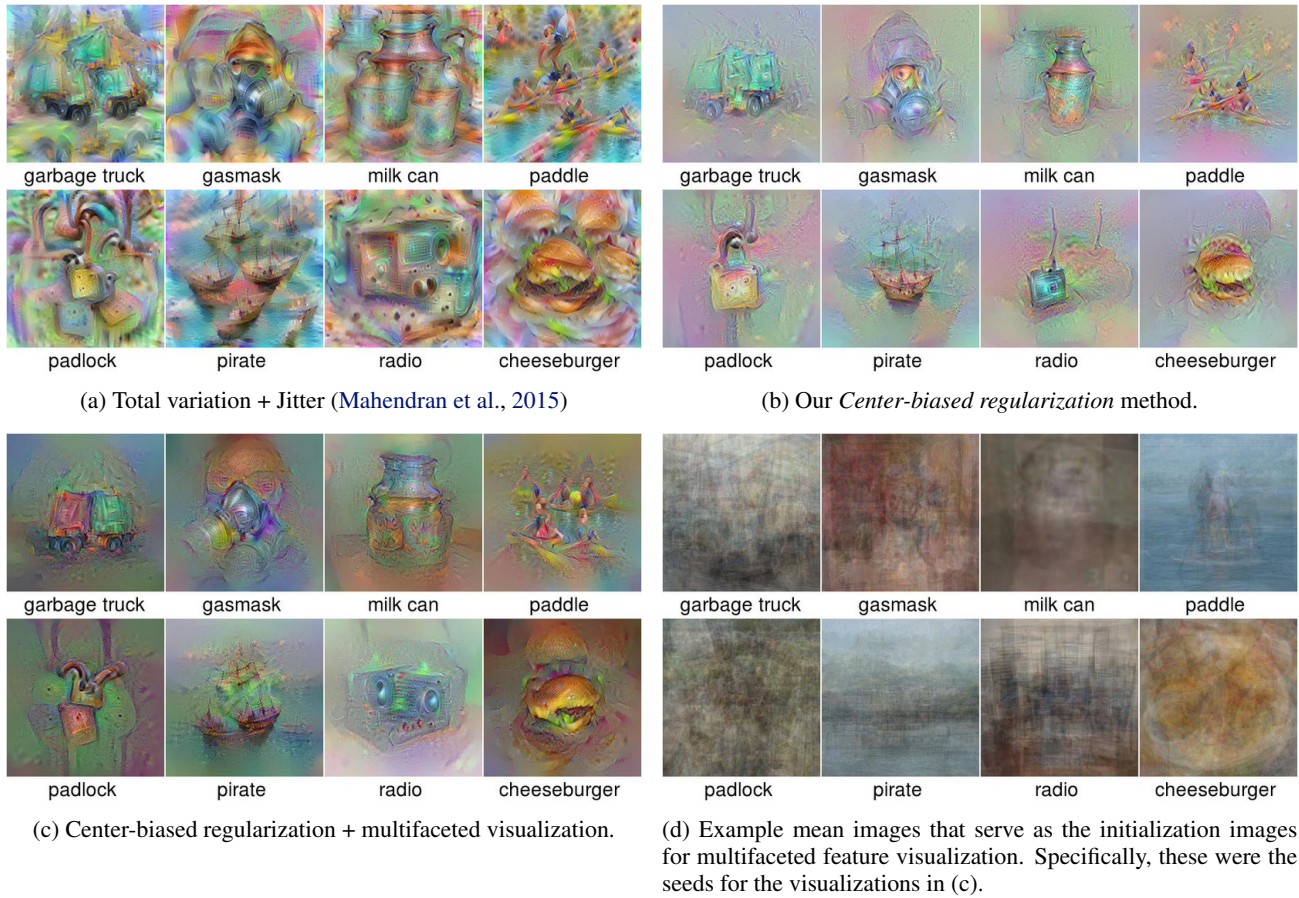 garbage truck gasmask milk can paddle
padlock pirate radio cheeseburger
(a) Total variation + Jitter (Mahendran et al., 2015)
garbage truck gasmask milk can paddle
padlock pirate radio cheeseburger
(b) Our Center-biased regularization method.
garbage truck gasmask milk can paddle
padlock pirate radio cheeseburger
(c) Center-biased regularization + multifaceted visualization.
garbage truck gasmask milk can paddle
padlock pirate radio cheeseburger
(d) Example mean images that serve as the initialization images
for multifaceted feature visualization. Specifically, these were the
seeds for the visualizations in (c).